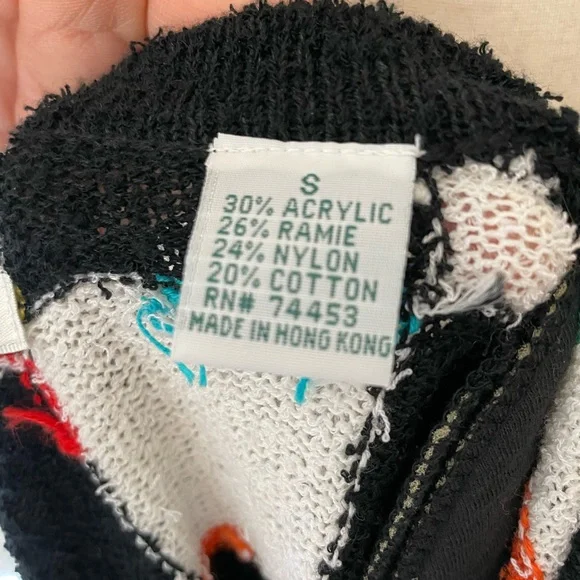 S
30% ACRYLIC
26% RAMIE
24% NYLON
20% COTTON
RN# 74453
MADE IN HONG KONG